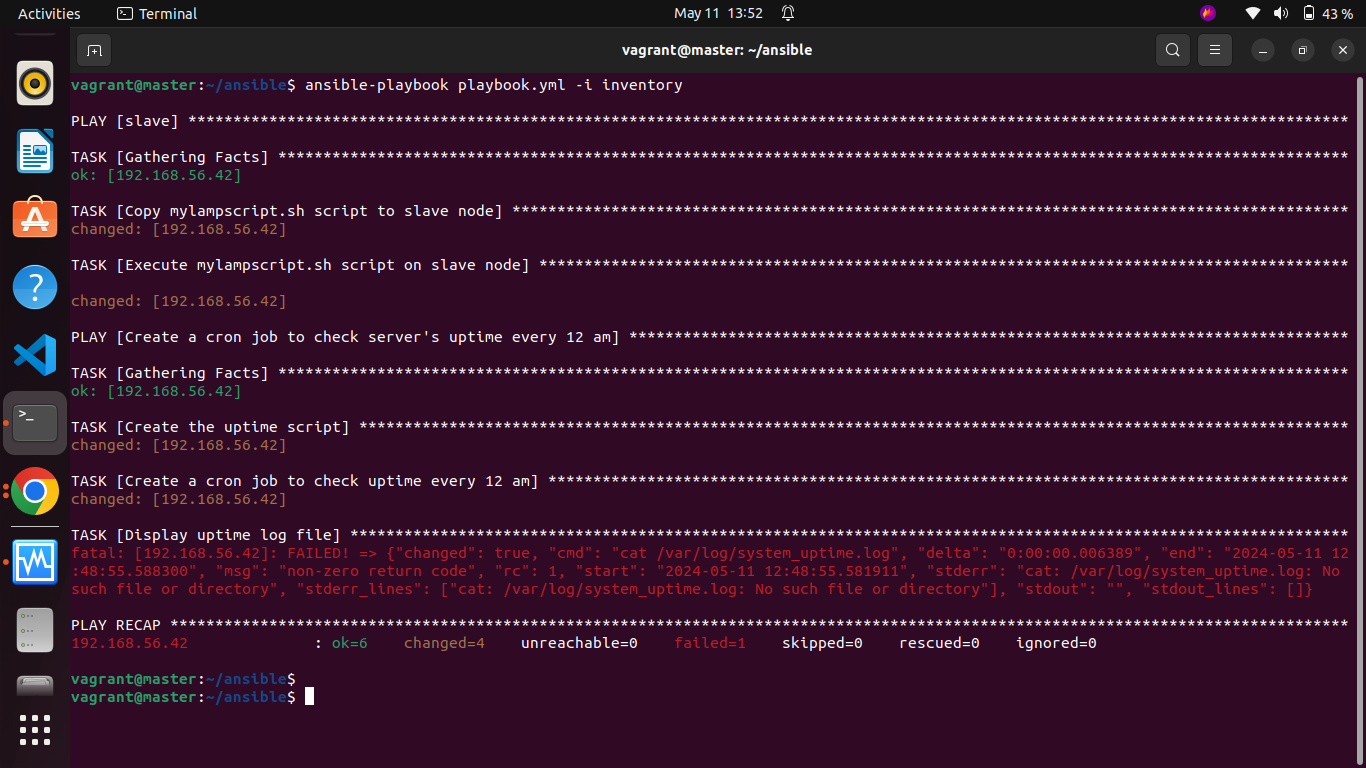 Activities
Terminal
May 11 13:52
43 %
vagrant@master: ~/ansible
vagrant@master:~/ansible$ ansible-playbook playbook.yml -i inventory
PLAY [slave] *********************************************************************************************************************************
TASK [Gathering Facts] ***********************************************************************************************************************
ok: [192.168.56.42]
TASK [Copy mylampscript.sh script to slave node] *********************************************************************************************
changed: [192.168.56.42]
TASK [Execute mylampscript.sh script on slave node] ******************************************************************************************
changed: [192.168.56.42]
PLAY [Create a cron job to check server's uptime every 12 am] ********************************************************************************
TASK [Gathering Facts] ***********************************************************************************************************************
ok: [192.168.56.42]
TASK [Create the uptime script] **************************************************************************************************************
changed: [192.168.56.42]
TASK [Create a cron job to check uptime every 12 am] *****************************************************************************************
changed: [192.168.56.42]
TASK [Display uptime log file] ***************************************************************************************************************
fatal: [192.168.56.42]: FAILED! => {"changed": true, "cmd": "cat /var/log/system_uptime.log", "delta": "0:00:00.006389", "end": "2024-05-11 12
:48:55.588300", "msg": "non-zero return code", "rc": 1, "start": "2024-05-11 12:48:55.581911", "stderr": "cat: /var/log/system_uptime.log: No
such file or directory", "stderr_lines": ["cat: /var/log/system_uptime.log: No such file or directory"], "stdout": "", "stdout_lines": []}
PLAY RECAP ***********************************************************************************************************************************
192.168.56.42 : ok=6 changed=4 unreachable=0 failed=1 skipped=0 rescued=0 ignored=0
vagrant@master:~/ansible$
vagrant@master:~/ansible$